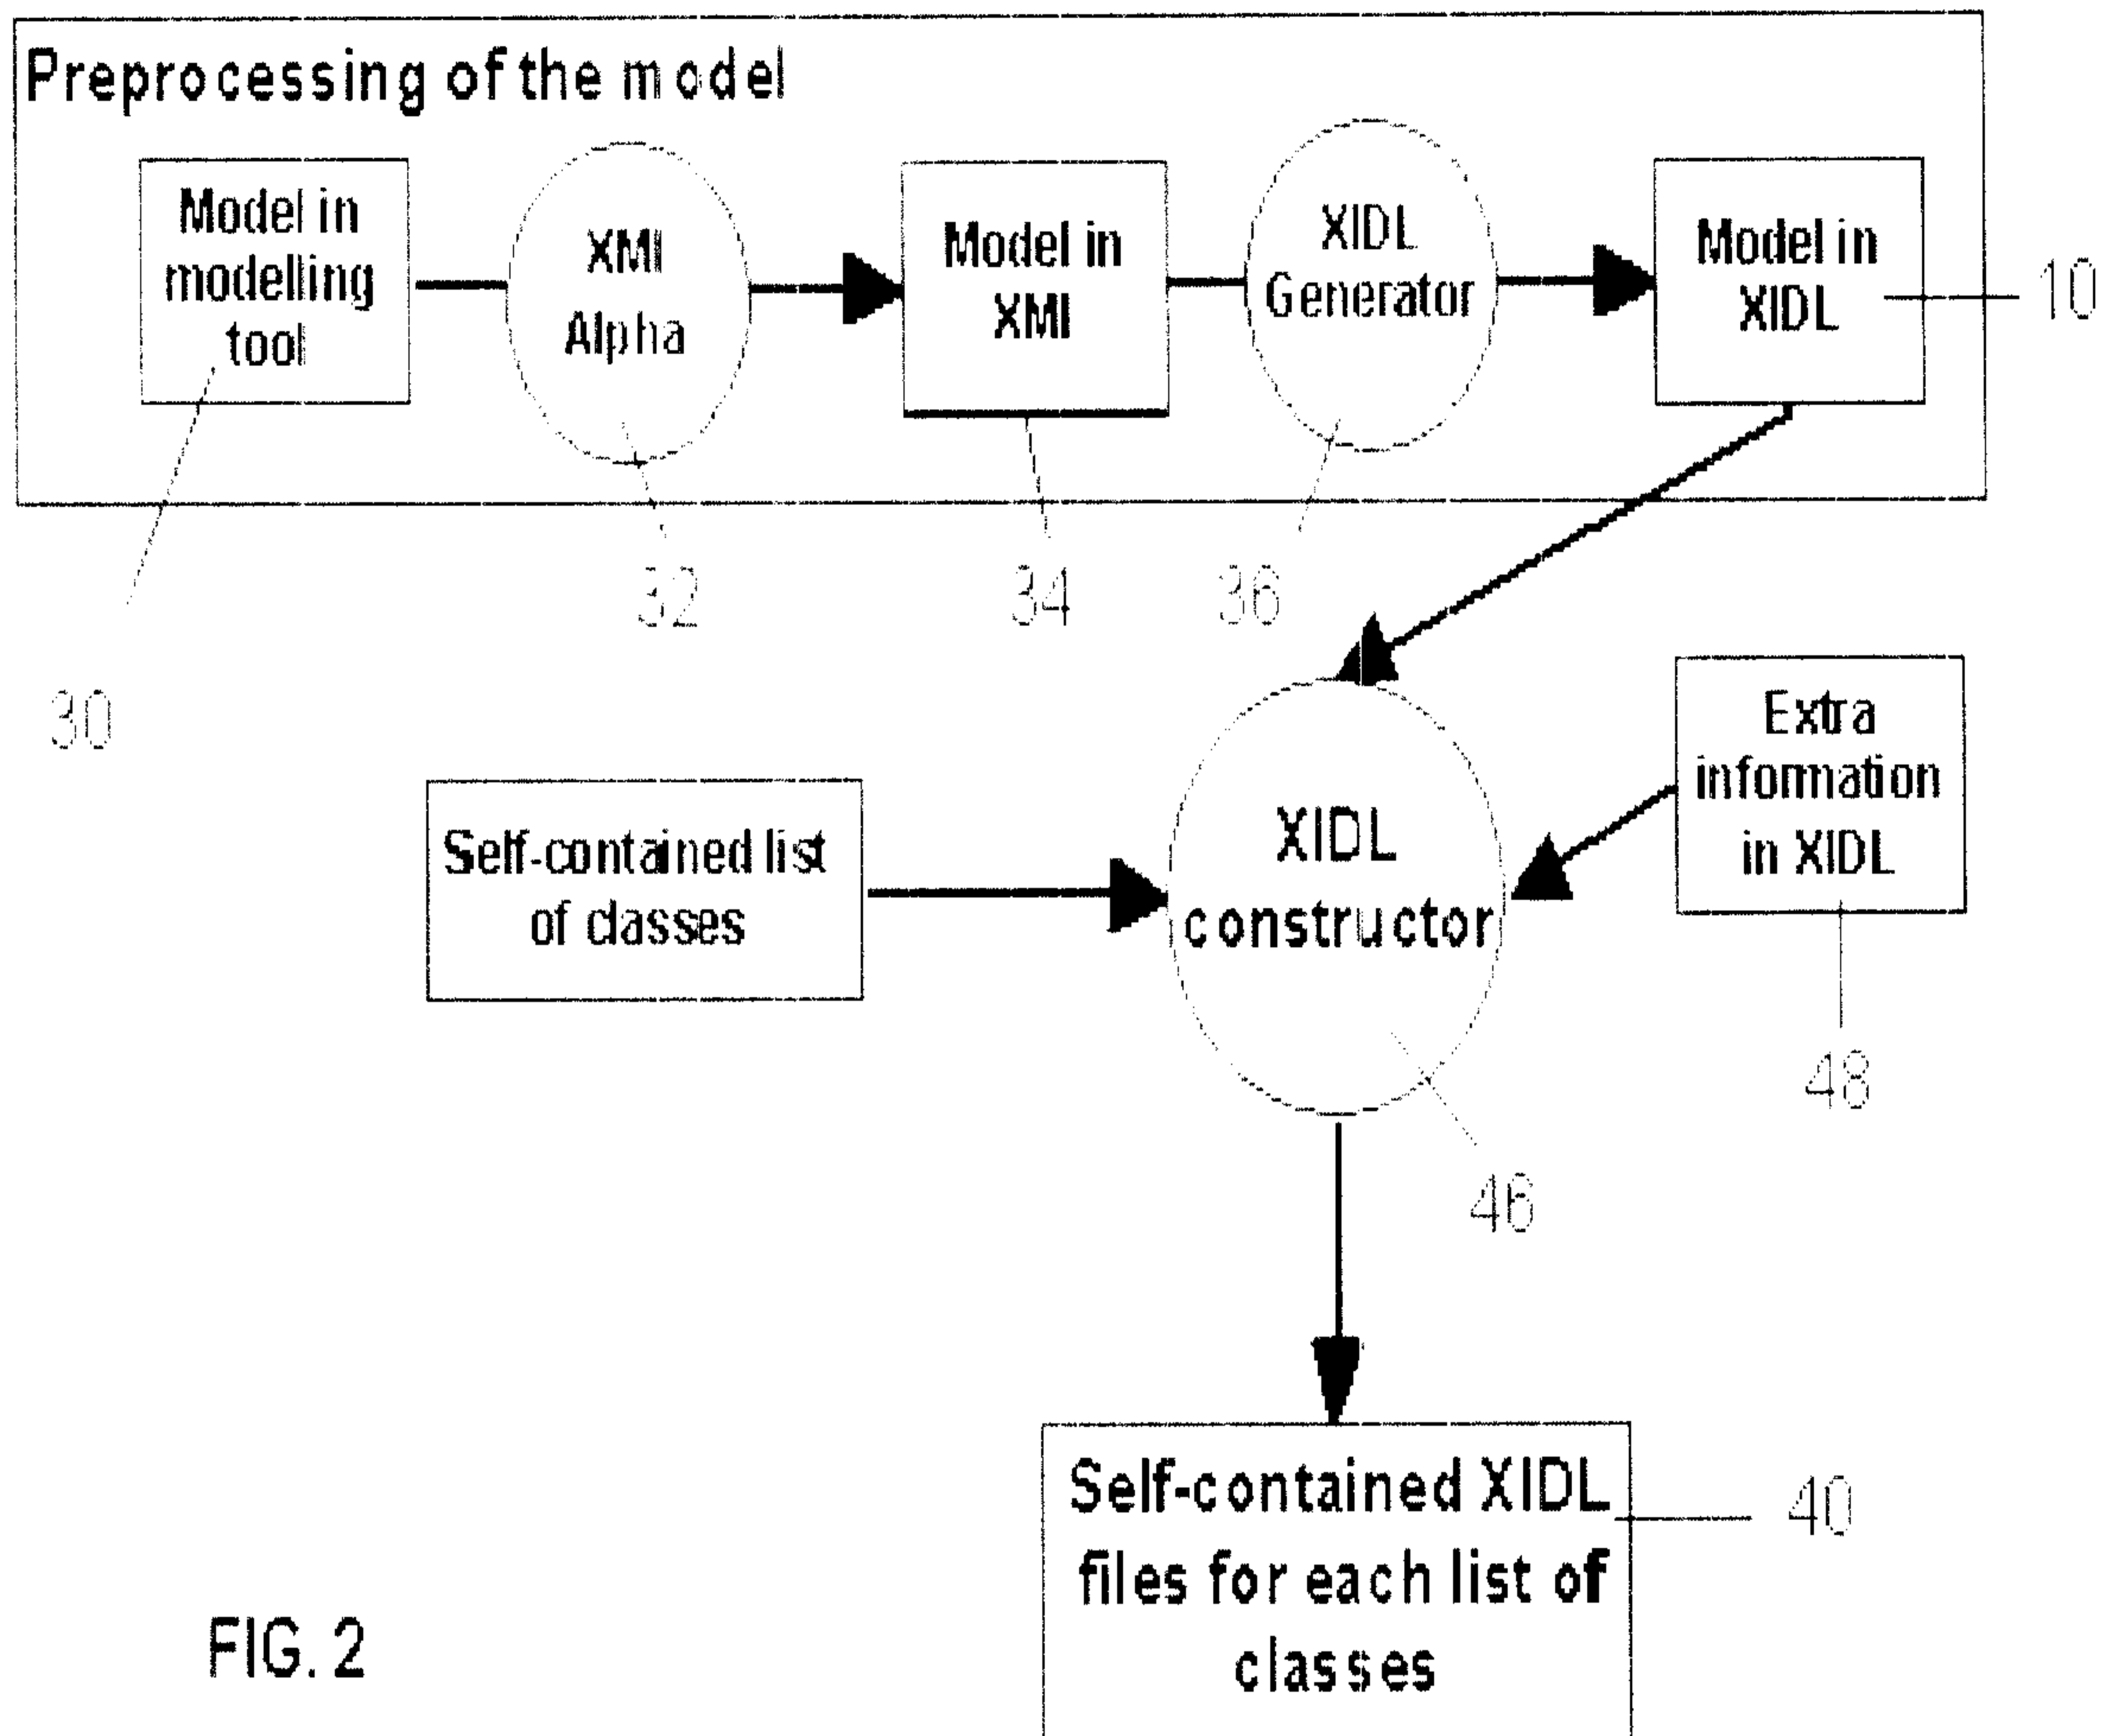 Preprocessing of the model
Model in
modelling
tool
XMI
Alpha
Model in
XMI
XIDL
Generator
Model in
XIDL
10
32
34
36
30
Extra
information
in XIDL
Self-contained list
of classes
XIDL
constructor
48
46
Self-contained XIDL
files for each list of
classes
40
FIG. 2